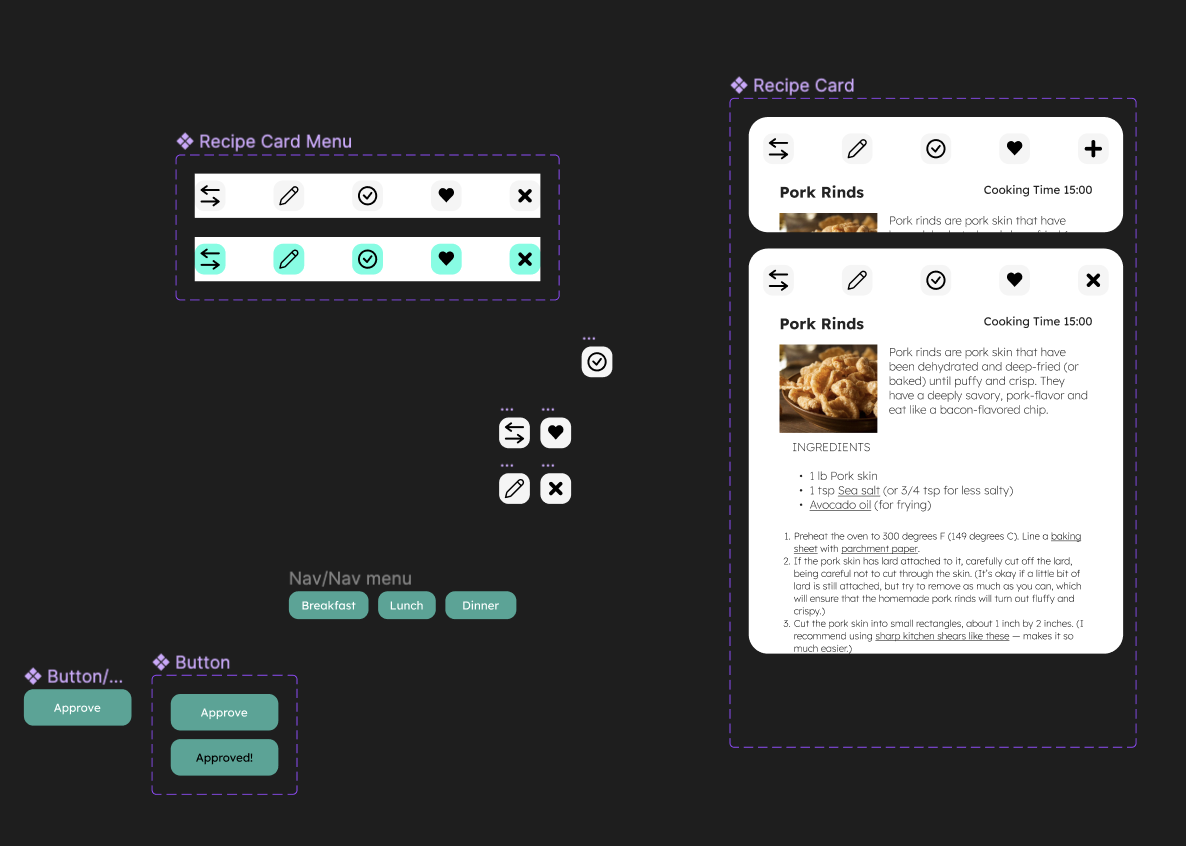 Recipe Card
Recipe Card Menu
Pork Rinds
Cooking Time 15:00
Pork rinds are pork skin that have
Pork Rinds
Cooking Time 15:00
Pork rinds are pork skin that have
been dehydrated and deep-fried (or
baked) until puffy and crisp. They
have a deeply savory, pork-flavor and
eat like a bacon-flavored chip.
INGREDIENTS
• 1 lb Pork skin
• 1 tsp Sea salt (or 3/4 tsp for less salty)
• Avocado oil (for frying)
1. Preheat the oven to 300 degrees F (149 degrees C). Line a baking
sheet with parchment paper.
2. If the pork skin has lard attached to it, carefully cut off the lard,
being careful not to cut through the skin. (It's okay if a little bit of
lard is still attached, but try to remove as much as you can, which
will ensure that the homemade pork rinds will turn out fluffy and
crispy.)
3. Cut the pork skin into small rectangles, about 1 inch by 2 inches. (I
recommend using sharp kitchen shears like these — makes it so
much easier.)
...
... ...
... ...
Nav/Nav menu
Breakfast Lunch Dinner
Button/...
Approve
Button
Approve
Approved!